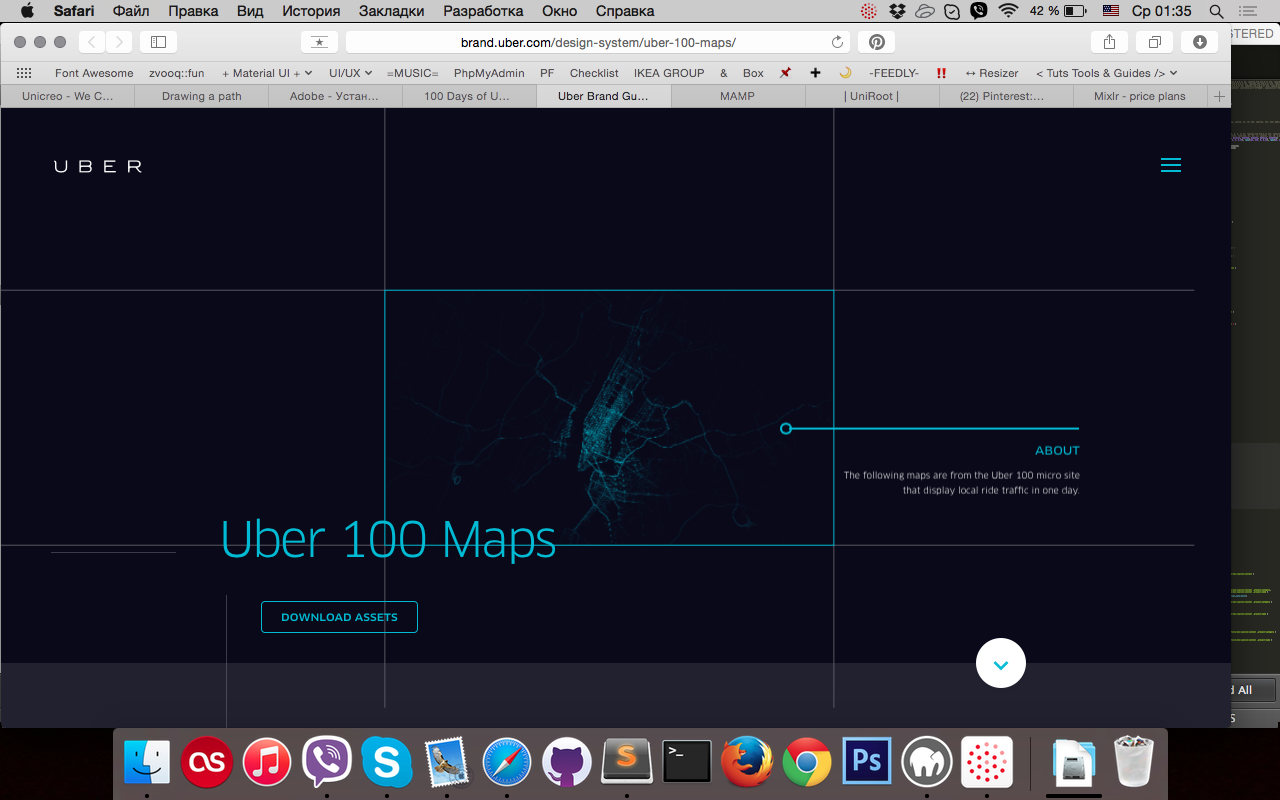 Safari Файл Правка Вид История Закладки Разработка Окно Справка 42 % Ср 01:35
brand.uber.com/design-system/uber-100-maps/
STERED
Font Awesome zvooq::fun + Material UI + UI/UX =MUSIC= PhpMyAdmin PF Checklist IKEA GROUP & Box -FEEDLY- ↔ Resizer < Tuts Tools & Guides />
Unicreo - We C... Drawing a path Adobe - Устан... 100 Days of U... Uber Brand Gu... MAMP | UniRoot | (22) Pinterest:... Mixlr - price plans
UBER
ABOUT
The following maps are from the Uber 100 micro site
that display local ride traffic in one day.
Uber 100 Maps
DOWNLOAD ASSETS
d All
S
Ps